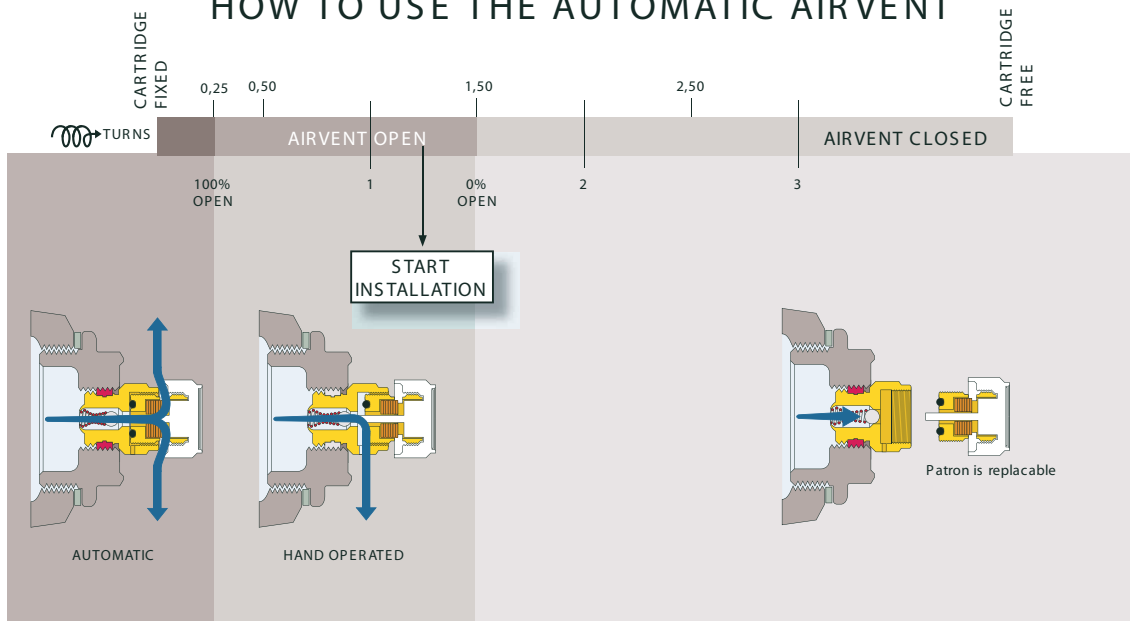 HOW TO USE THE AUTOMATIC AIRVENT
CARTRIDGE
FIXED
CARTRIDGE
FREE
0,25
0,50
1,50
2,50
TURNS
AIRVENT OPEN
AIRVENT CLOSED
100%
OPEN
1
0%
OPEN
2
3
START
INSTALLATION
Patron is replacable
AUTOMATIC
HAND OPERATED